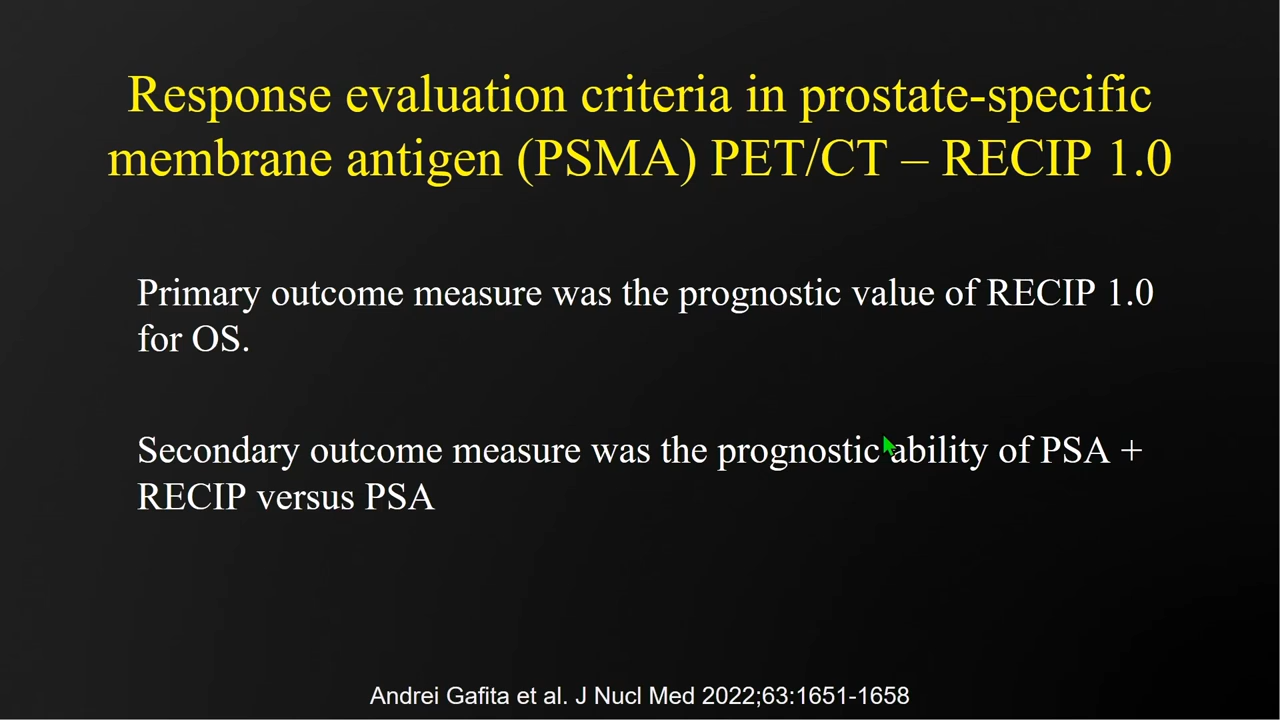 Response evaluation criteria in prostate-specific
membrane antigen (PSMA) PET/CT – RECIP 1.0
Primary outcome measure was the prognostic value of RECIP 1.0
for OS.
Secondary outcome measure was the prognostic ability of PSA +
RECIP versus PSA
Andrei Gafita et al. J Nucl Med 2022;63:1651-1658